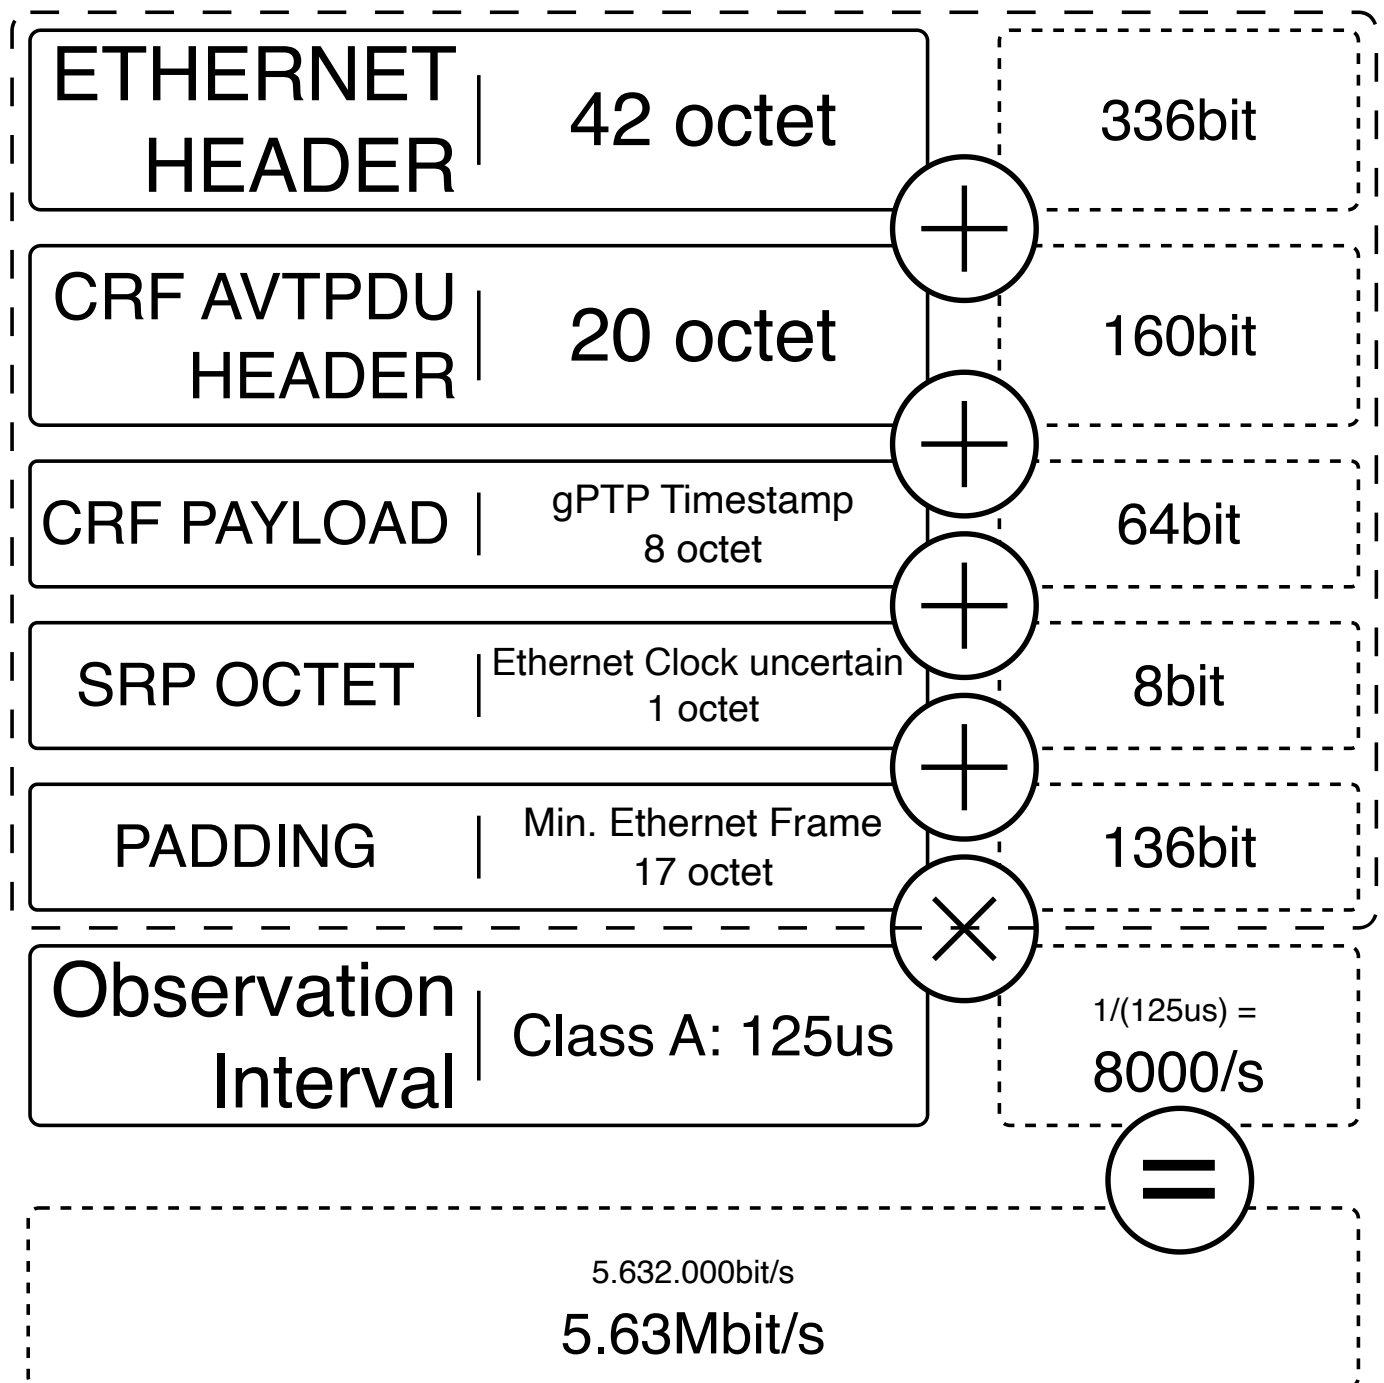 ETHERNET
HEADER
42 octet
336bit
CRF AVTPDU
HEADER
20 octet
160bit
CRF PAYLOAD
gPTP Timestamp
8 octet
64bit
SRP OCTET
Ethernet Clock uncertain
1 octet
8bit
PADDING
Min. Ethernet Frame
17 octet
136bit
Observation
Interval
Class A: 125us
1/(125us) =
8000/s
5.632.000bit/s
5.63Mbit/s